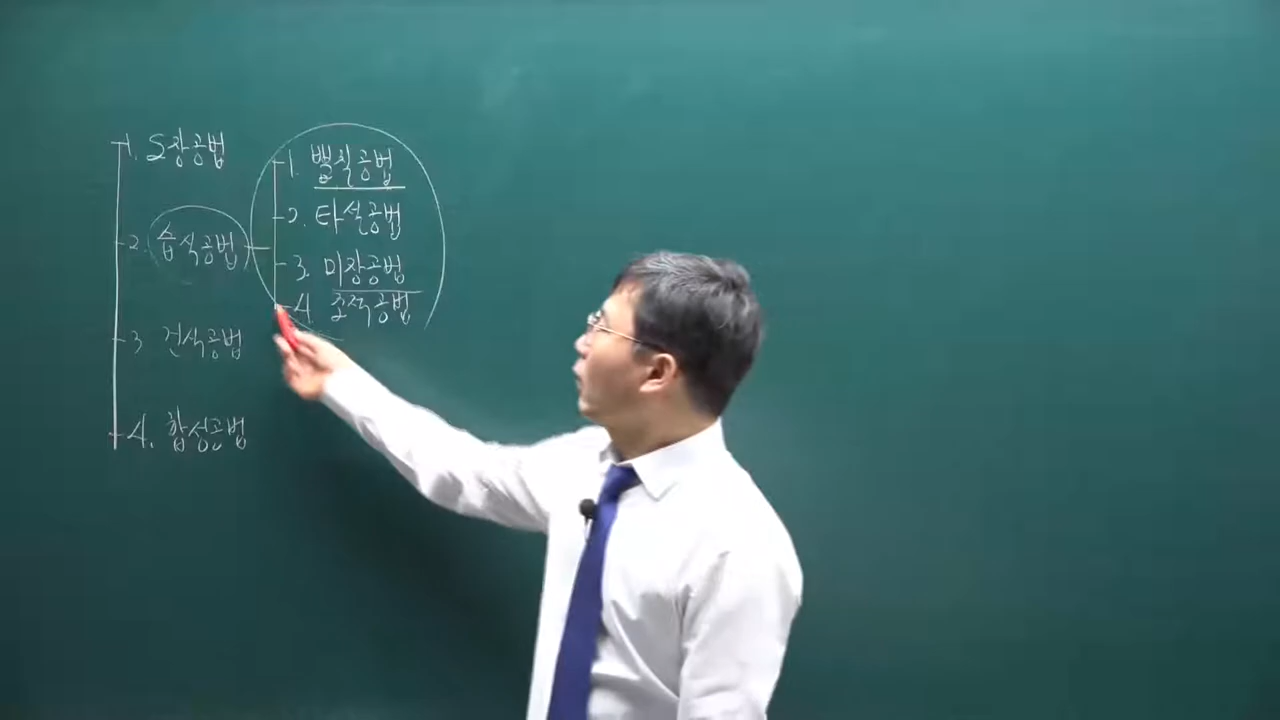 1. S장공법
2. 습식공법
3 건식공법
4. 합성공법
1. 뿜칠공법
2. 타설공법
3. 미장공법
4. 조적공법